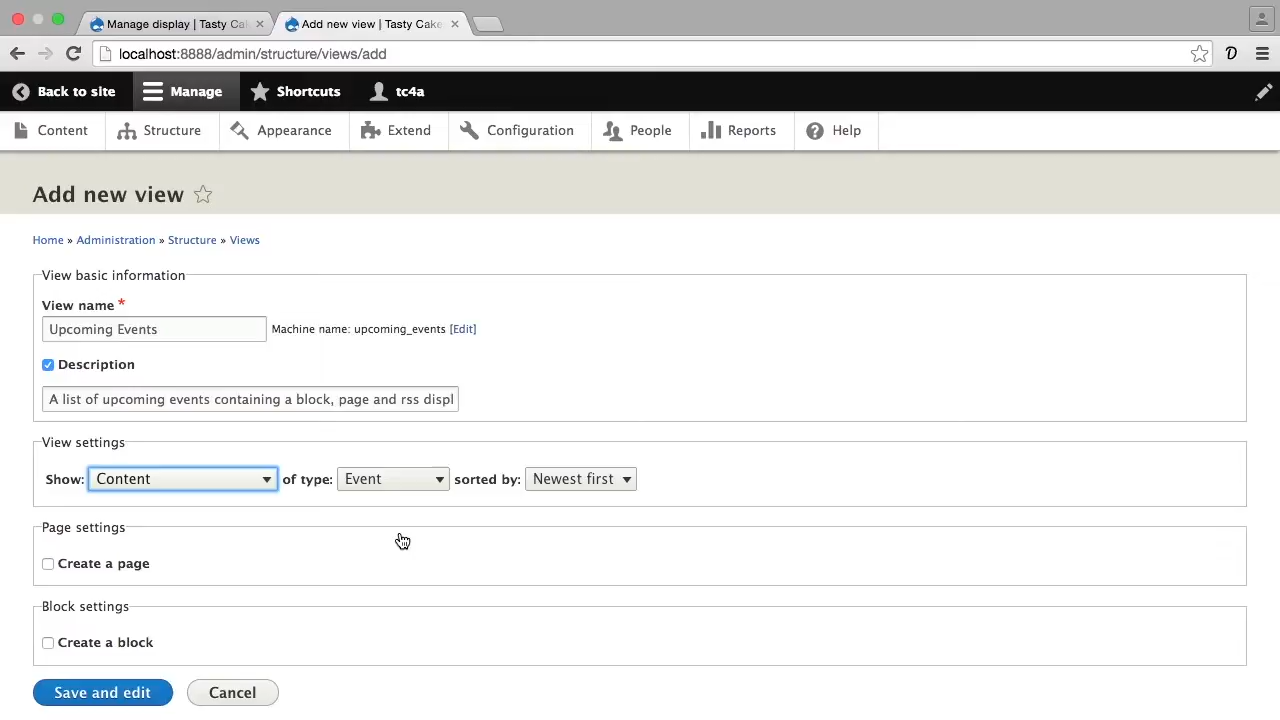 Manage display | Tasty Cak
Add new view | Tasty Cake
localhost:8888/admin/structure/views/add
Back to site Manage Shortcuts tc4a
Content Structure Appearance Extend Configuration People Reports Help
Add new view
Home » Administration » Structure » Views
View basic information
View name *
Upcoming Events Machine name: upcoming_events [Edit]
Description
A list of upcoming events containing a block, page and rss displ
View settings
Show: Content of type: Event sorted by: Newest first
Page settings
Create a page
Block settings
Create a block
Save and edit Cancel